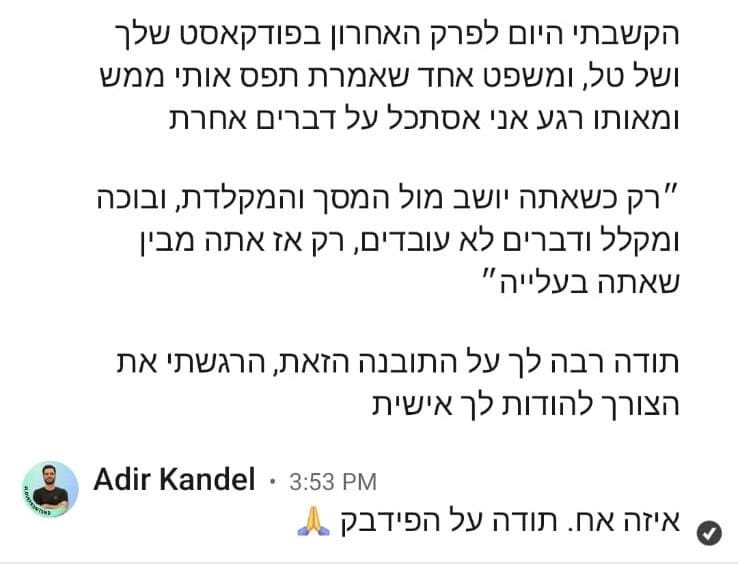 הקשבתי היום לפרק האחרון בפודקאסט שלך
ושל טל, ומשפט אחד שאמרת תפס אותי ממש
ומאותו רגע אני אסתכל על דברים אחרת
"רק כשאתה יושב מול המסך והמקלדת, ובוכה
ומקלל ודברים לא עובדים, רק אז אתה מבין
שאתה בעלייה"
תודה רבה לך על התובנה הזאת, הרגשתי את
הצורך להודות לך אישית
Adir Kandel • 3:53 PM
איזה אח. תודה על הפידבק 🙏